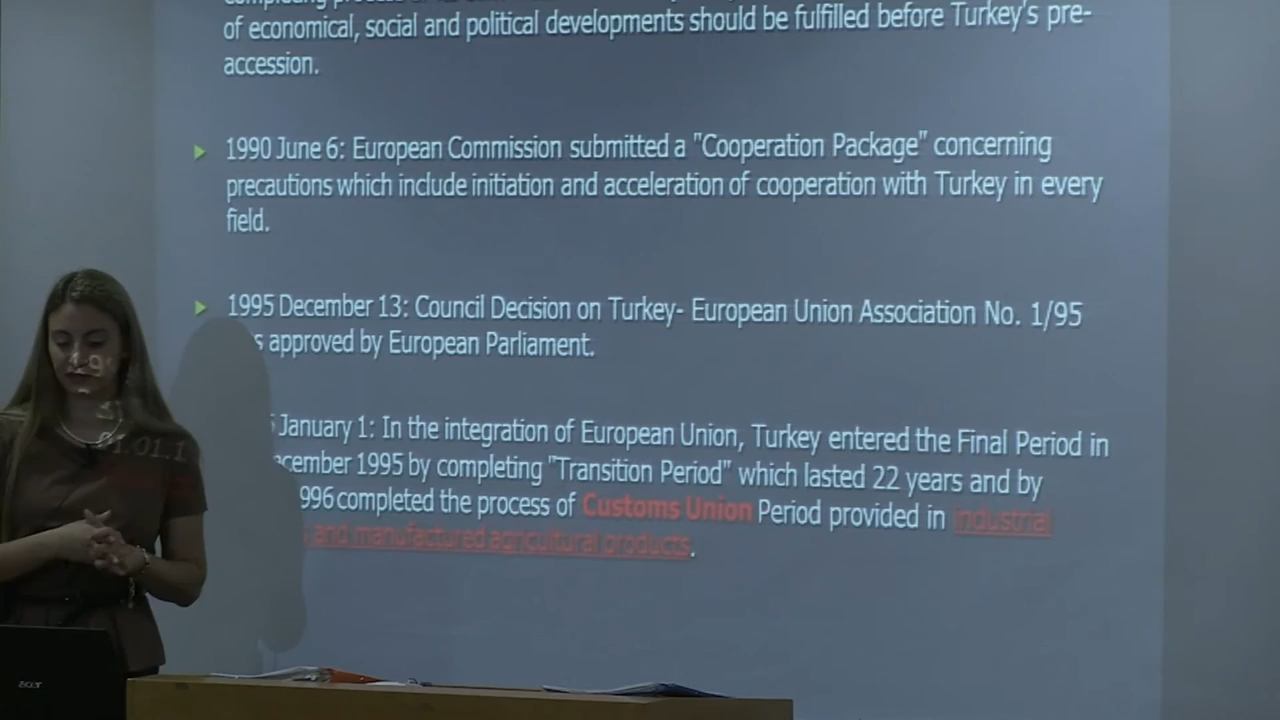 of economical, social and political developments should be fulfilled before Turkey's pre-
accession.
1990 June 6: European Commission submitted a "Cooperation Package" concerning
precautions which include initiation and acceleration of cooperation with Turkey in every
field.
1995 December 13: Council Decision on Turkey- European Union Association No. 1/95
approved by European Parliament.
January 1: In the integration of European Union, Turkey entered the Final Period in
1995 by completing "Transition Period" which lasted 22 years and by
completed the process of Customs Union Period provided in industrial
and manufactured agricultural products.
acer